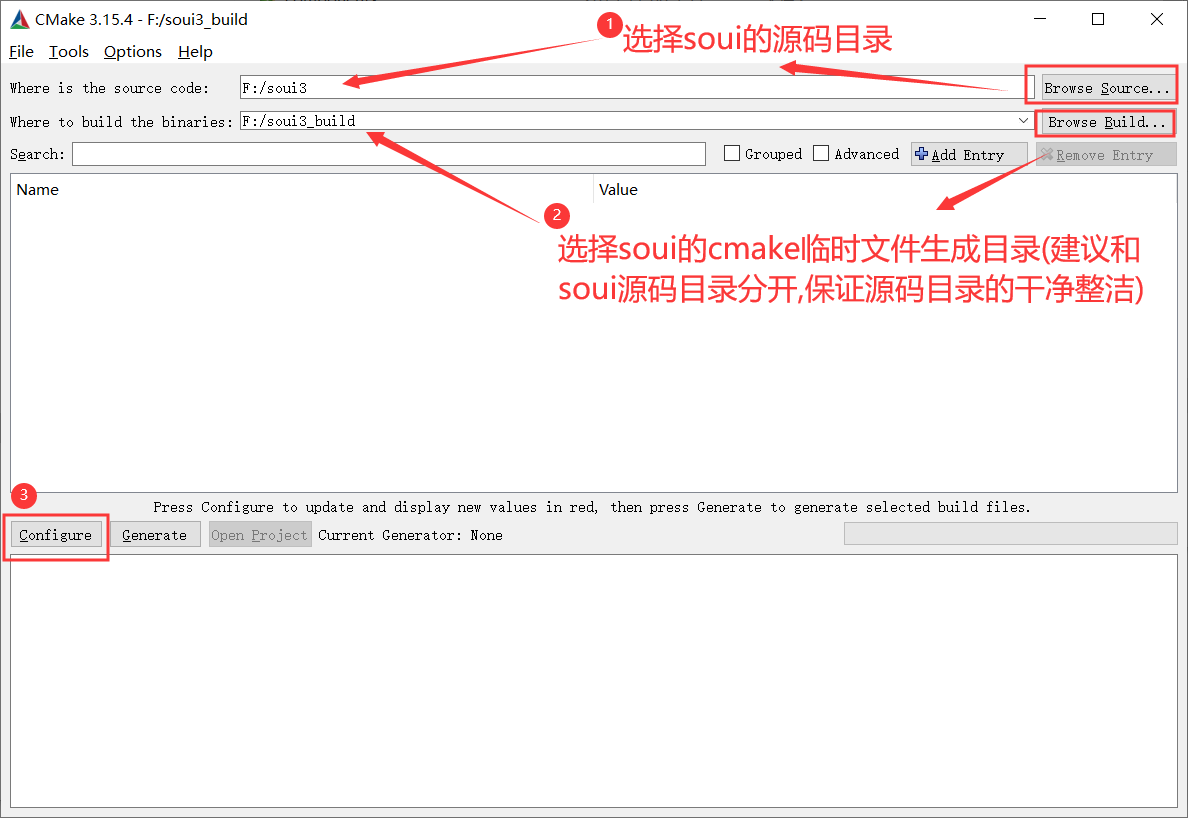 CMake 3.15.4 - F:/soui3_build
File Tools Options Help
1
选择soui的源码目录
Where is the source code: F:/soui3 Browse Source...
Where to build the binaries: F:/soui3_build Browse Build...
Search: Grouped Advanced Add Entry Remove Entry
Name Value
2
选择soui的cmake临时文件生成目录(建议和
soui源码目录分开,保证源码目录的干净整洁)
3
Press Configure to update and display new values in red, then press Generate to generate selected build files.
Configure Generate Open Project Current Generator: None